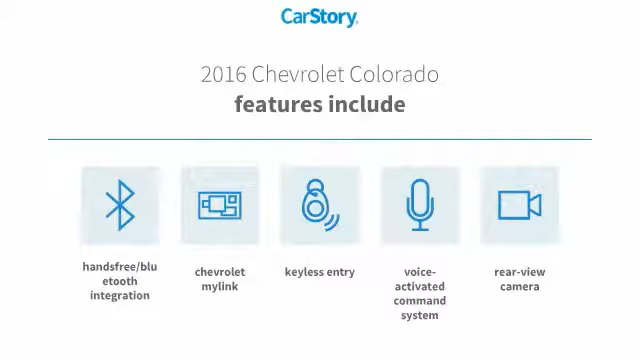 CarStory.
2016 Chevrolet Colorado
features include
handsfree/blu
etooth
integration
chevrolet
mylink
keyless entry
voice-
activated
command
system
rear-view
camera